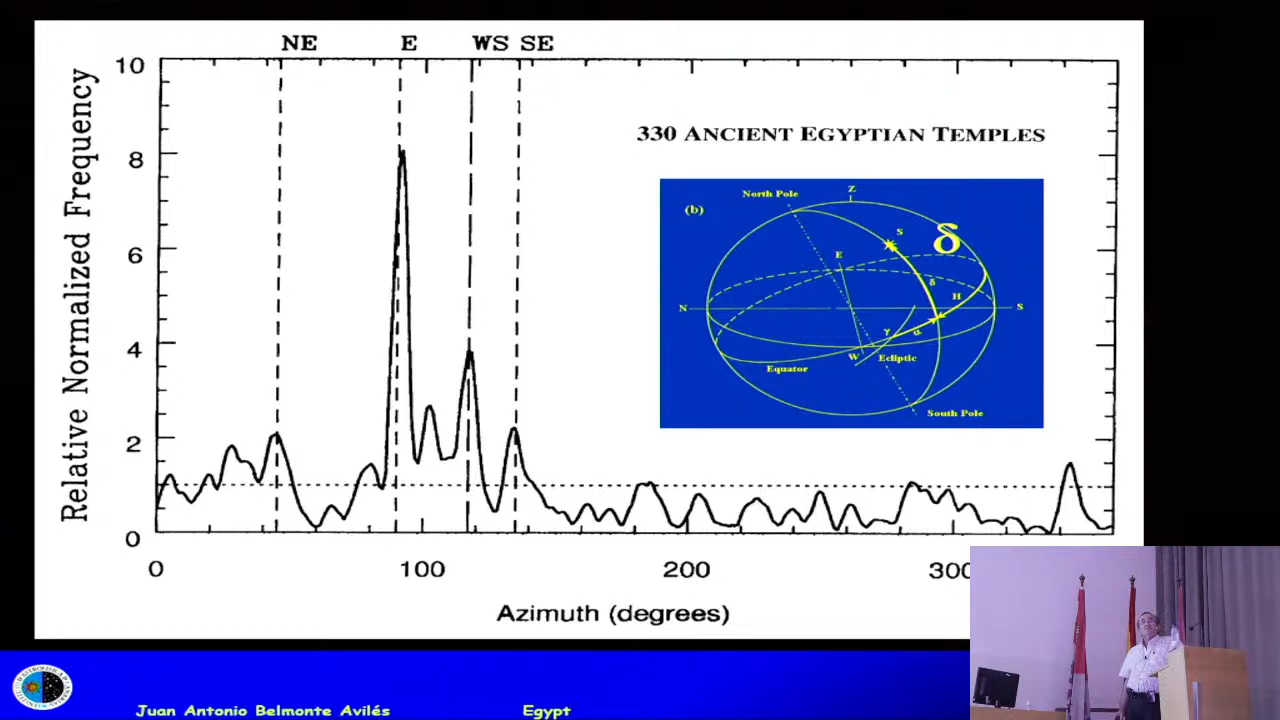 NE E WS SE
10
8
6
4
2
0
Relative Normalized Frequency
330 ANCIENT EGYPTIAN TEMPLES
(b)
North Pole
Z
S
δ
E
δ
H
N
S
γ
α
W
Ecliptic
Equator
South Pole
0 100 200 300
Azimuth (degrees)
Juan Antonio Belmonte Avilés Egypt